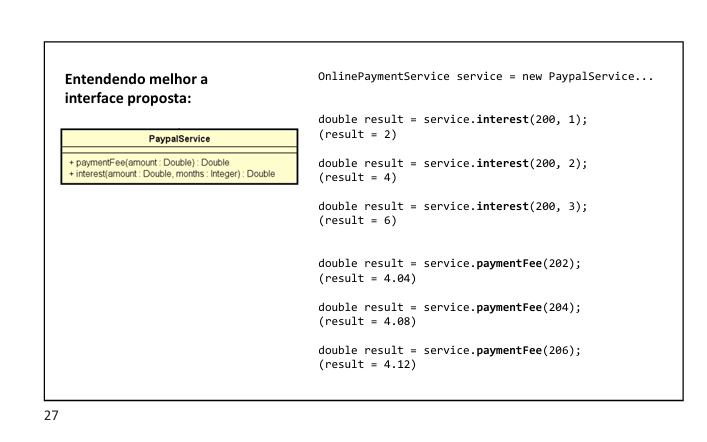 Entendendo melhor a
interface proposta:
PaypalService
+ paymentFee(amount : Double) : Double
+ interest(amount : Double, months : Integer) : Double
OnlinePaymentService service = new PaypalService...
double result = service.interest(200, 1);
(result = 2)
double result = service.interest(200, 2);
(result = 4)
double result = service.interest(200, 3);
(result = 6)
double result = service.paymentFee(202);
(result = 4.04)
double result = service.paymentFee(204);
(result = 4.08)
double result = service.paymentFee(206);
(result = 4.12)
27